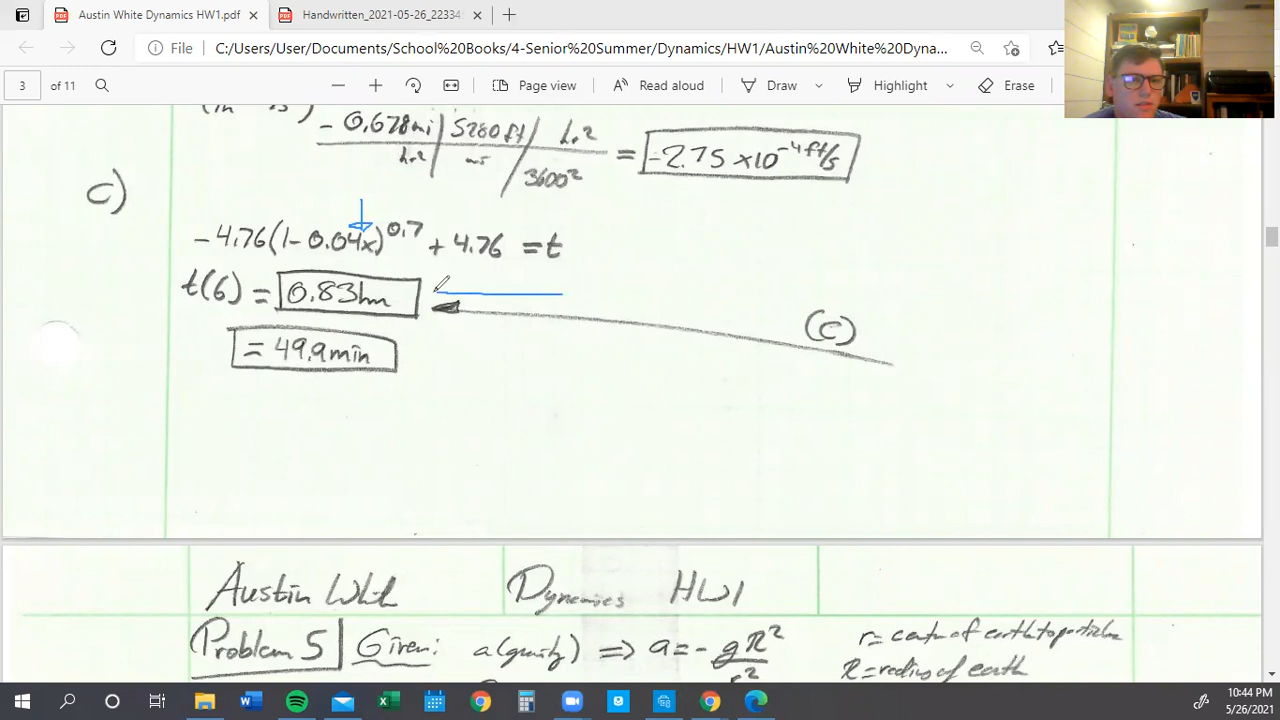 Austin White Dynamics HW1.pdf
Handwritten_2021-05-26_22334
File
C:/Users/User/Documents/School%20Books/4-Senior%20Summer/Dynamics/HW1/Austin%20White%20Dyna...
3 of 11
Page view
Read aloud
Draw
Highlight
Erase
- 0.678mi | 5280ft / hr²
hr² | mi / 3600²
= -2.75 x10^-4 ft/s
c)
-4.76(1-0.04x)^0.7 + 4.76 = t
t(6) = 0.83hr
(c)
= 49.9min
Austin White Dynamics HW1
Problem 5 | Given: a(gravity) => a = - gR²
r²
r = center of earth to particle
R = radius of earth
10:44 PM
5/26/2021